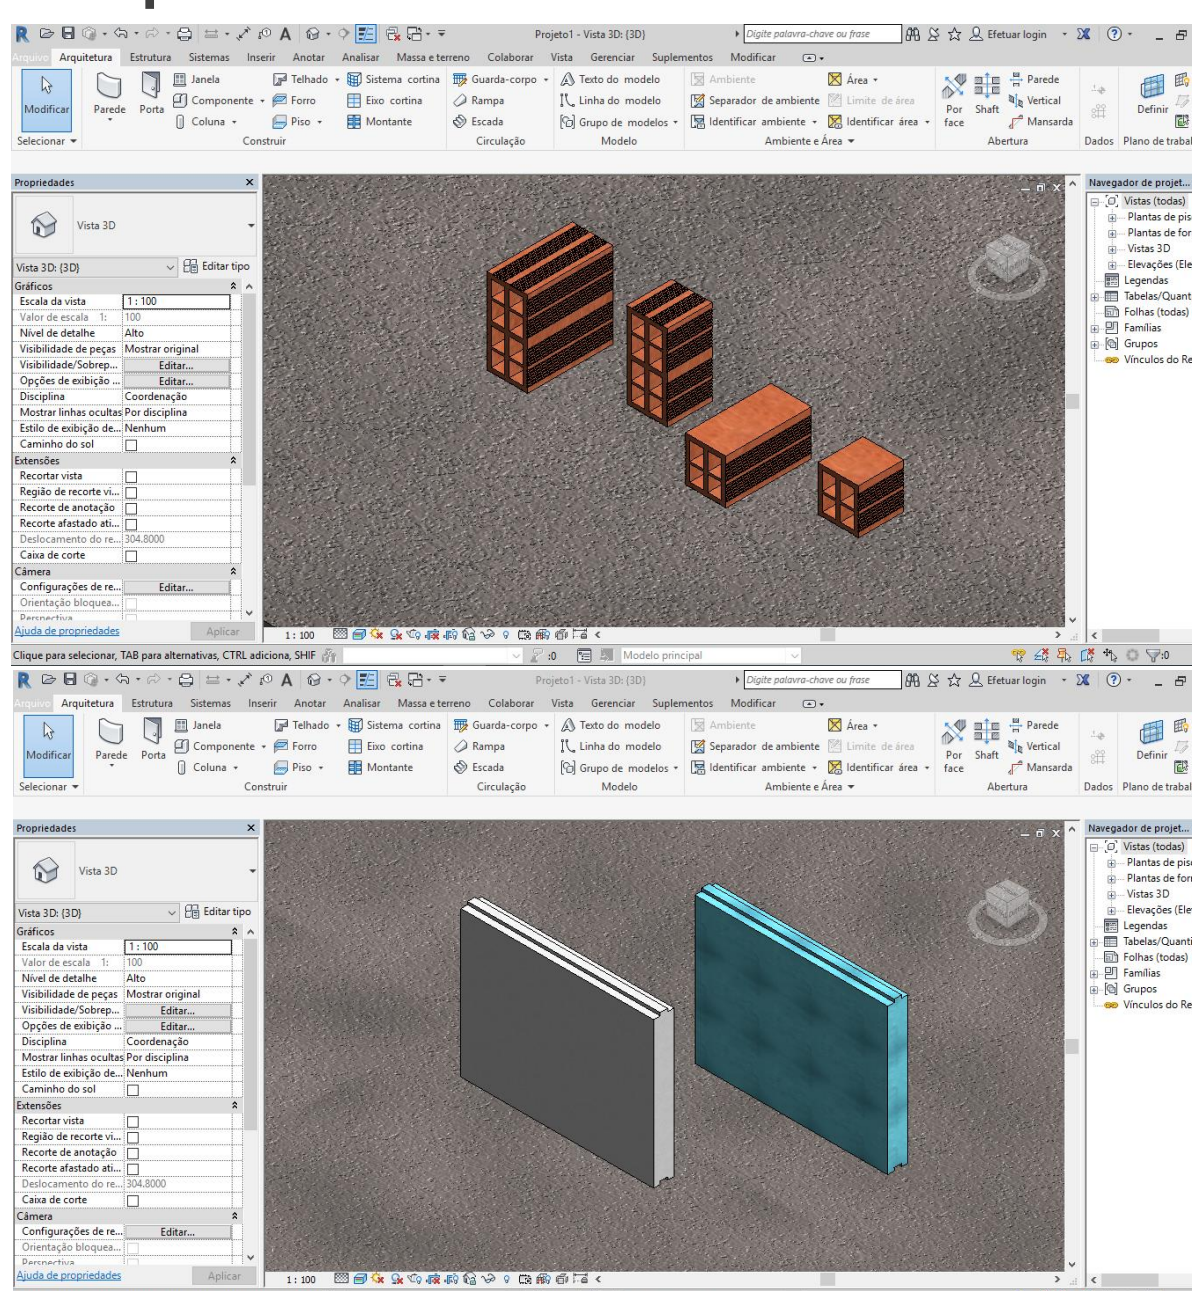 Projeto1 - Vista 3D: {3D}
Digite palavra-chave ou frase
Efetuar login
Arquivo Arquitetura Estrutura Sistemas Inserir Anotar Analisar Massa e terreno Colaborar Vista Gerenciar Suplementos Modificar
Janela Telhado Sistema cortina Guarda-corpo Texto do modelo Ambiente Área Parede
Componente Forro Eixo cortina Rampa Linha do modelo Separador de ambiente Limite de área Vertical
Modificar Parede Porta Por Shaft Definir
Coluna Piso Montante Escada Grupo de modelos Identificar ambiente Identificar área face Mansarda
Selecionar Construir Circulação Modelo Ambiente e Área Abertura Dados Plano de trabal
Propriedades X
Vista 3D
Vista 3D: {3D} Editar tipo
Gráficos
Escala da vista 1 : 100
Valor de escala 1: 100
Nível de detalhe Alto
Visibilidade de peças Mostrar original
Visibilidade/Sobrep... Editar...
Opções de exibição ... Editar...
Disciplina Coordenação
Mostrar linhas ocultas Por disciplina
Estilo de exibição de... Nenhum
Caminho do sol
Extensões
Recortar vista
Região de recorte vi...
Recorte de anotação
Recorte afastado ati...
Deslocamento do re... 304.8000
Caixa de corte
Câmera
Configurações de re... Editar...
Orientação bloquea...
Perspectiva
Ajuda de propriedades Aplicar
Navegador de projet...
Vistas (todas)
Plantas de pis
Plantas de for
Vistas 3D
Elevações (Ele
Legendas
Tabelas/Quant
Folhas (todas)
Famílias
Grupos
Vínculos do Re
1 : 100
Clique para selecionar, TAB para alternativas, CTRL adiciona, SHIF
:0 Modelo principal :0
Projeto1 - Vista 3D: {3D}
Digite palavra-chave ou frase
Efetuar login
Arquivo Arquitetura Estrutura Sistemas Inserir Anotar Analisar Massa e terreno Colaborar Vista Gerenciar Suplementos Modificar
Janela Telhado Sistema cortina Guarda-corpo Texto do modelo Ambiente Área Parede
Componente Forro Eixo cortina Rampa Linha do modelo Separador de ambiente Limite de área Vertical
Modificar Parede Porta Por Shaft Definir
Coluna Piso Montante Escada Grupo de modelos Identificar ambiente Identificar área face Mansarda
Selecionar Construir Circulação Modelo Ambiente e Área Abertura Dados Plano de trabal
Propriedades X
Vista 3D
Vista 3D: {3D} Editar tipo
Gráficos
Escala da vista 1 : 100
Valor de escala 1: 100
Nível de detalhe Alto
Visibilidade de peças Mostrar original
Visibilidade/Sobrep... Editar...
Opções de exibição ... Editar...
Disciplina Coordenação
Mostrar linhas ocultas Por disciplina
Estilo de exibição de... Nenhum
Caminho do sol
Extensões
Recortar vista
Região de recorte vi...
Recorte de anotação
Recorte afastado ati...
Deslocamento do re... 304.8000
Caixa de corte
Câmera
Configurações de re... Editar...
Orientação bloquea...
Perspectiva
Ajuda de propriedades Aplicar
Navegador de projet...
Vistas (todas)
Plantas de pis
Plantas de for
Vistas 3D
Elevações (Ele
Legendas
Tabelas/Quanti
Folhas (todas)
Famílias
Grupos
Vínculos do Re
1 : 100